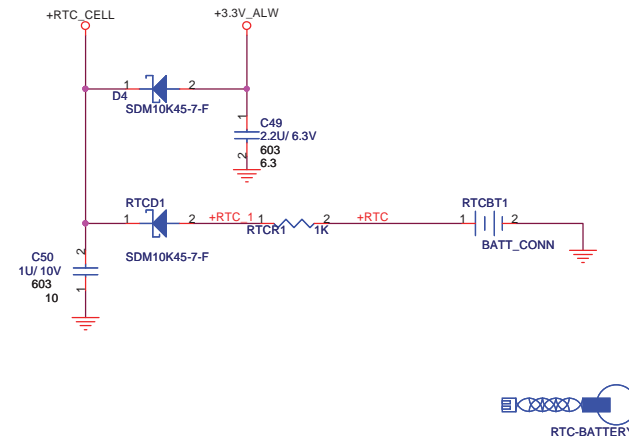 +RTC_CELL
+3.3V_ALW
1
2
D4
SDM10K45-7-F
1
C49
2.2U/ 6.3V
603
6.3
2
RTCD1
1
2
+RTC_1
1
2
+RTC
RTCR1
1K
SDM10K45-7-F
RTCBT1
1
2
BATT_CONN
2
C50
1U/ 10V
603
10
1
RTC-BATTERY